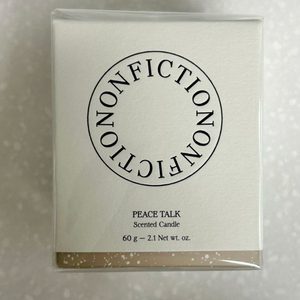 NONFICTIONONFICTIO
PEACE TALK
Scented Candle
60 g — 2.1 Net wt. oz.